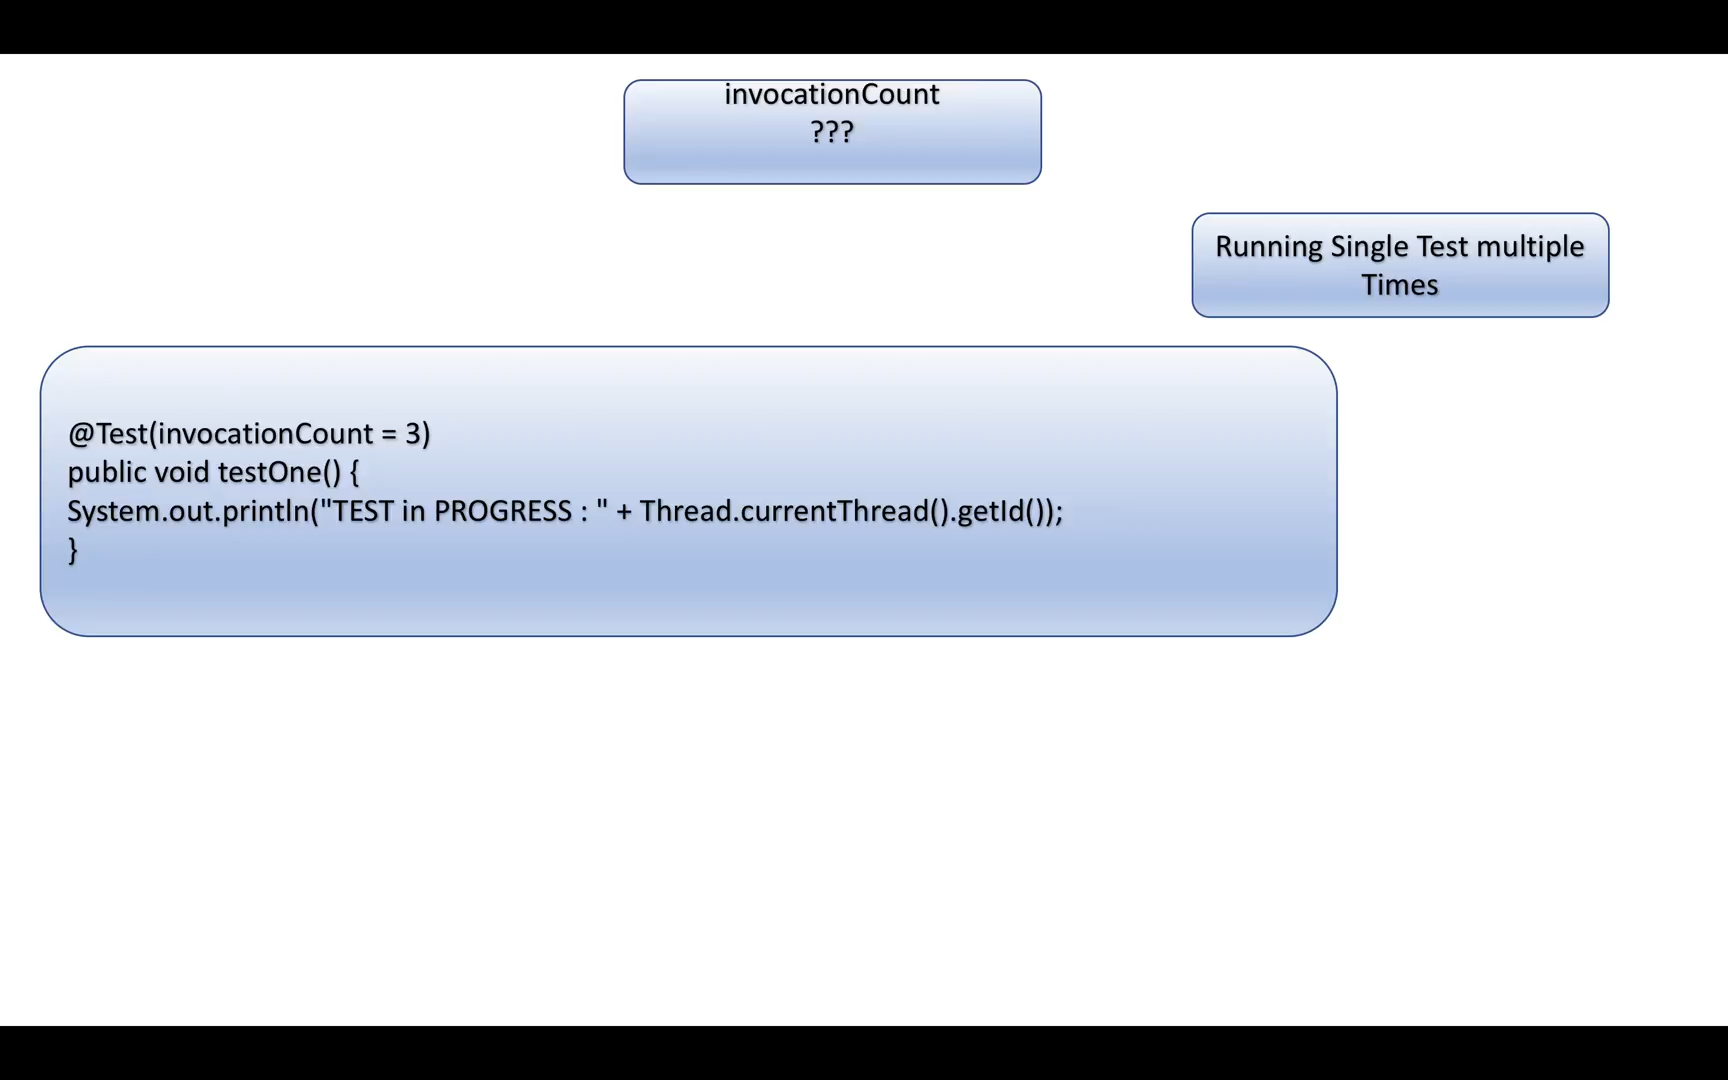 invocationCount
???
Running Single Test multiple
Times
@Test(invocationCount = 3)
public void testOne() {
System.out.println("TEST in PROGRESS : " + Thread.currentThread().getId());
}